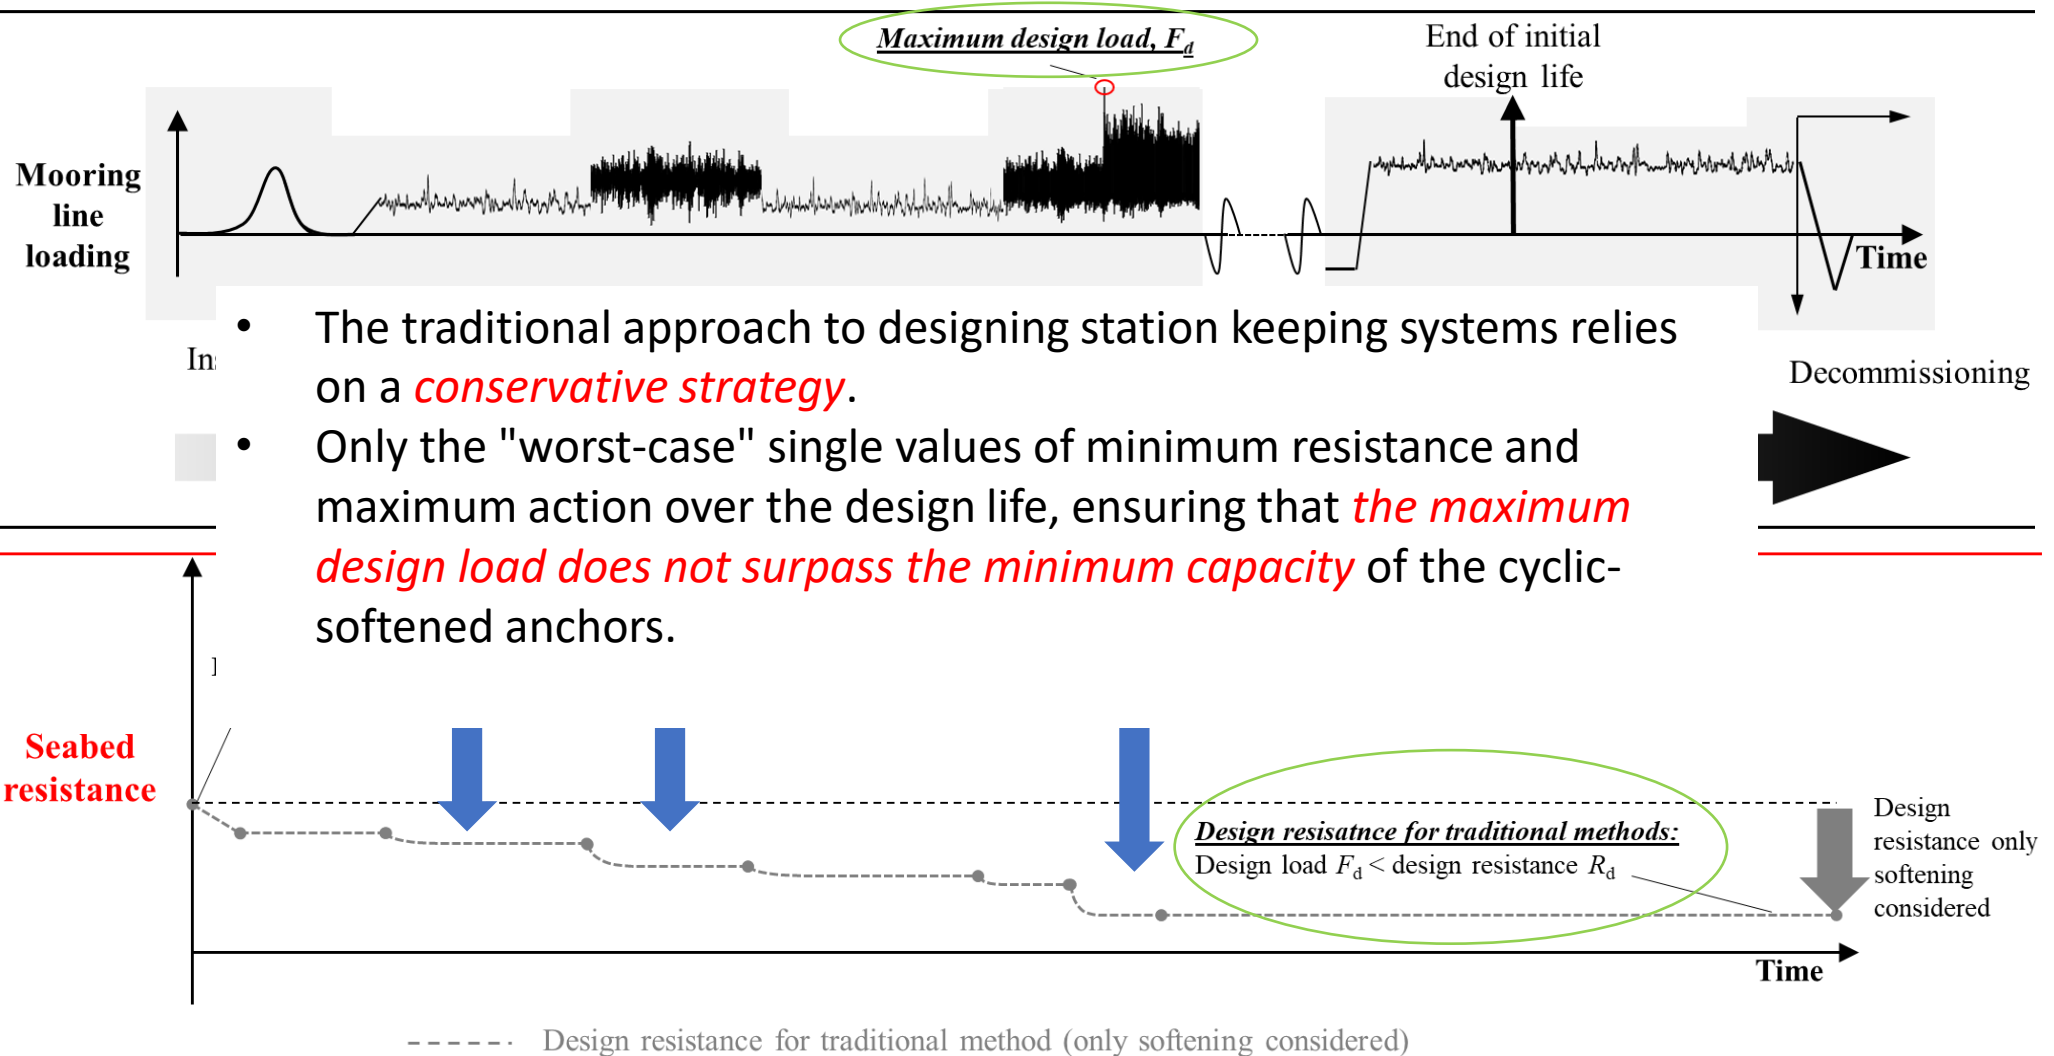 Maximum design load, Fd
End of initial
design life
Mooring
line
loading
Time
• The traditional approach to designing station keeping systems relies
on a conservative strategy.
• Only the "worst-case" single values of minimum resistance and
maximum action over the design life, ensuring that the maximum
design load does not surpass the minimum capacity of the cyclic-
softened anchors.
Decommissioning
Seabed
resistance
Design resisatnce for traditional methods:
Design load Fd < design resistance Rd
Design
resistance only
softening
considered
Time
Design resistance for traditional method (only softening considered)